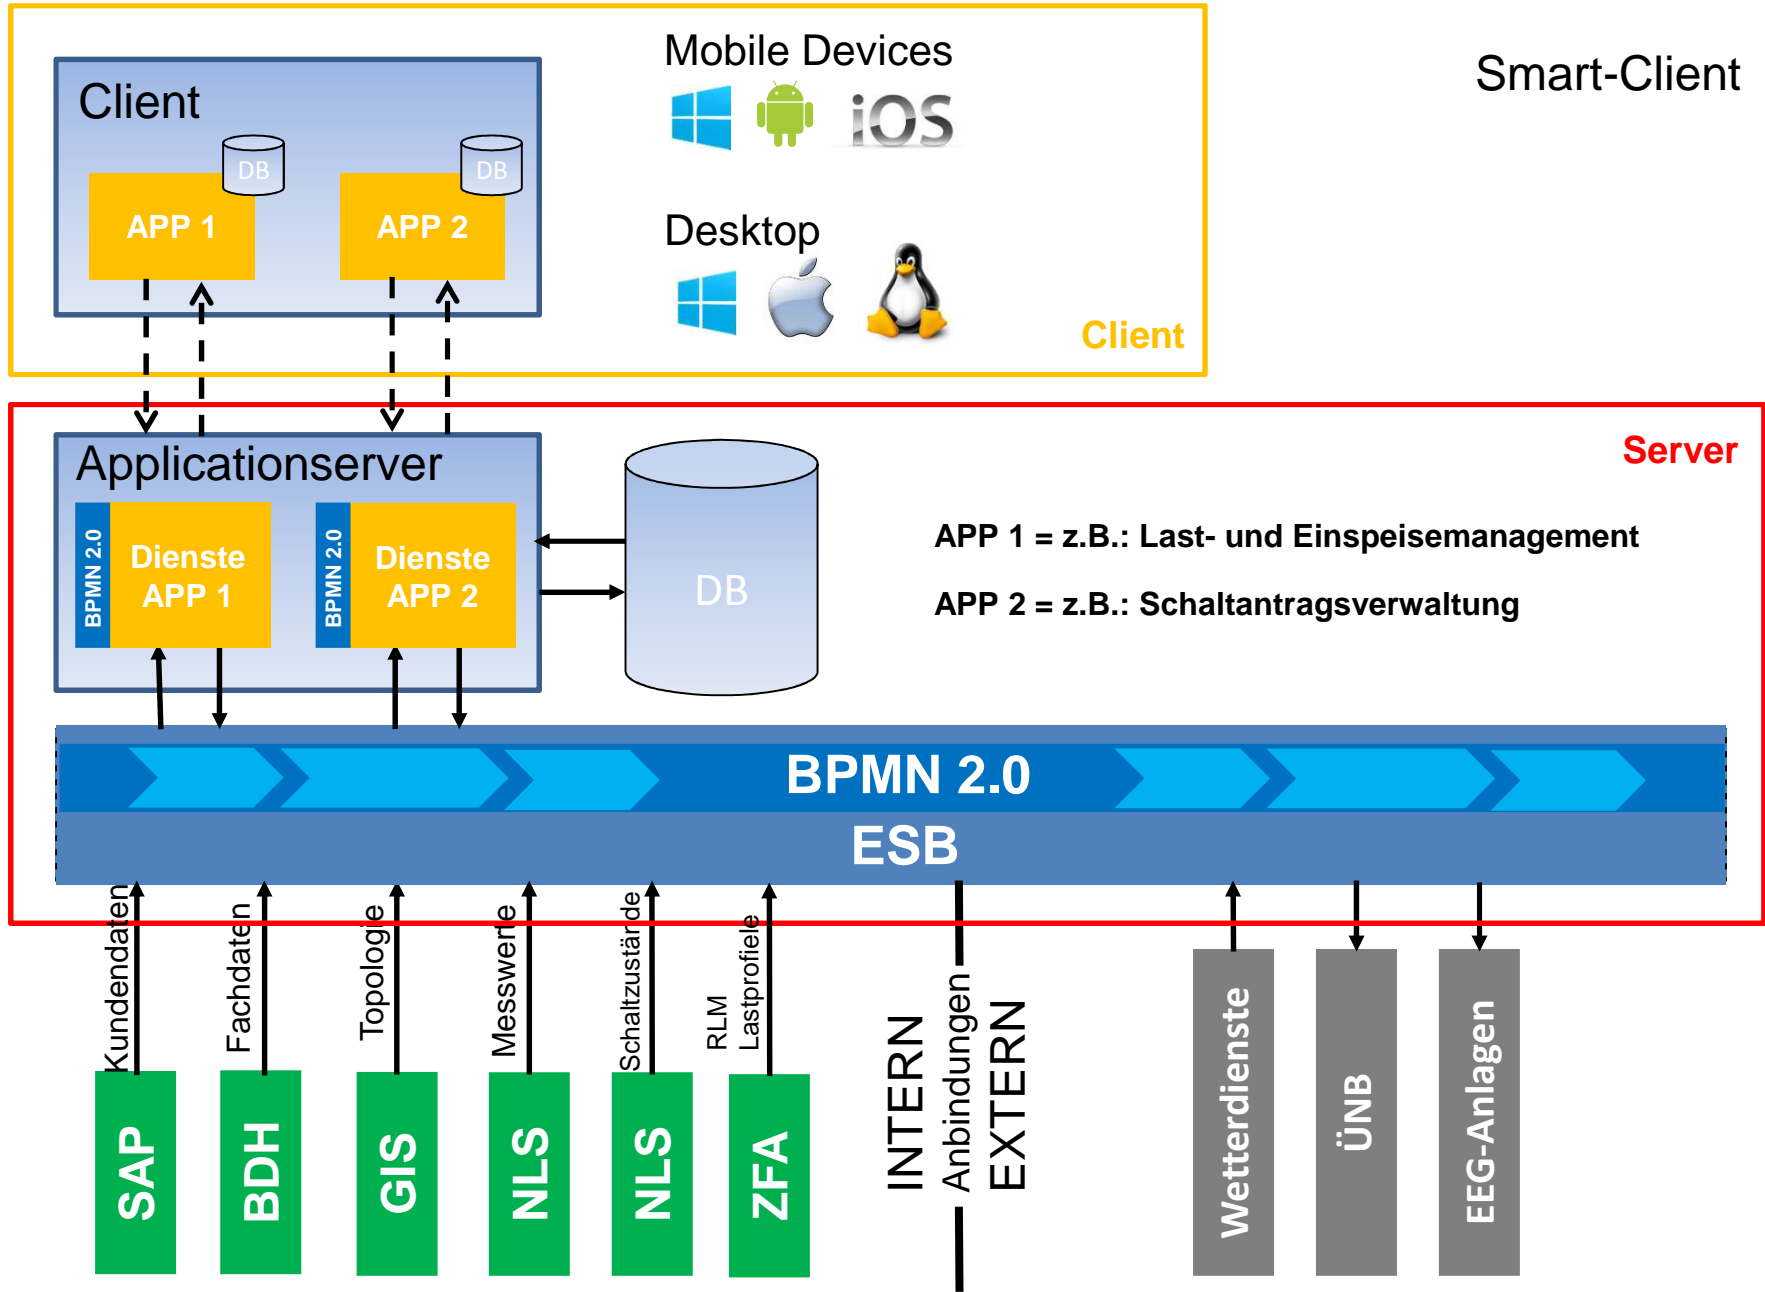 Smart-Client
Client
DB
DB
APP 1
APP 2
Mobile Devices
iOS
Desktop
Client
Server
Applicationserver
BPMN 2.0
Dienste
APP 1
BPMN 2.0
Dienste
APP 2
DB
APP 1 = z.B.: Last- und Einspeisemanagement
APP 2 = z.B.: Schaltantragsverwaltung
BPMN 2.0
ESB
Kundendaten
Fachdaten
Topologie
Messwerte
Schaltzustände
RLM
Lastprofiele
INTERN
Anbindungen
EXTERN
SAP
BDH
GIS
NLS
NLS
ZFA
Wetterdienste
ÜNB
EEG-Anlagen